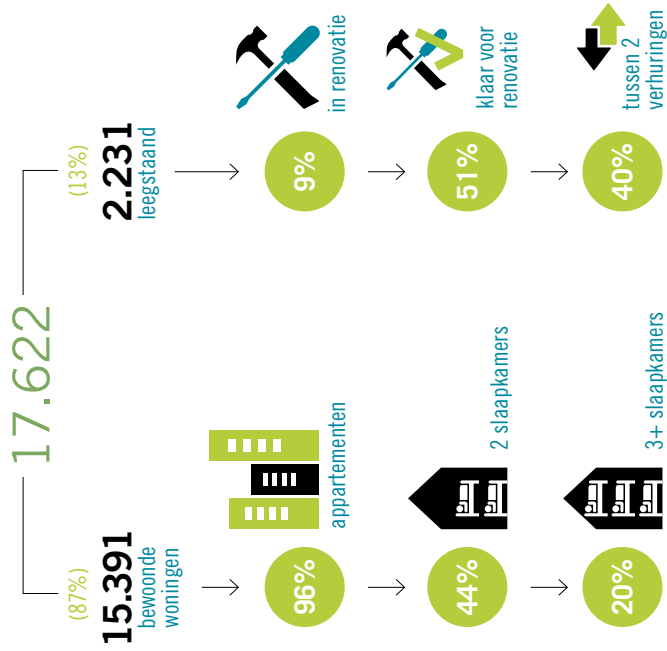 17.622
(87%)
15.391
bewoonde
woningen
96%
appartementen
44%
2 slaapkamers
20%
3+ slaapkamers
(13%)
2.231
leegstaand
9%
in renovatie
51%
klaar voor
renovatie
40%
tussen 2
verhuringen